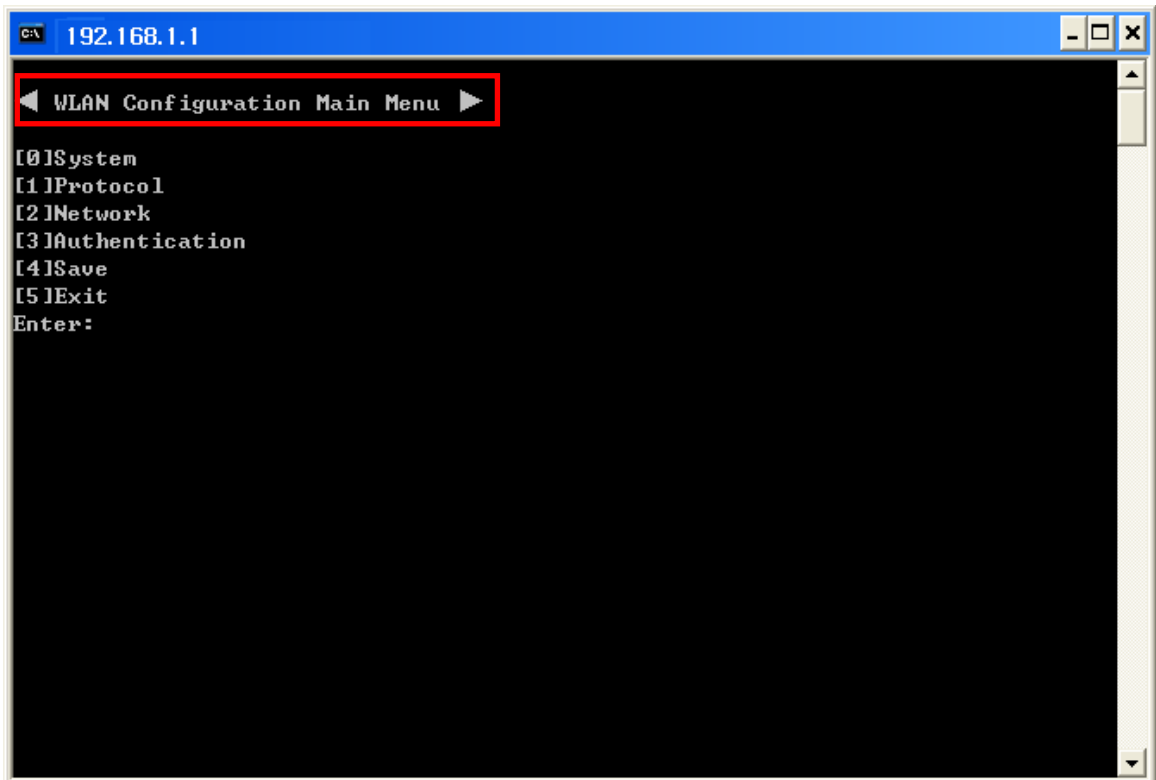 192.168.1.1
◄ WLAN Configuration Main Menu ►
[0]System
[1]Protocol
[2]Network
[3]Authentication
[4]Save
[5]Exit
Enter: